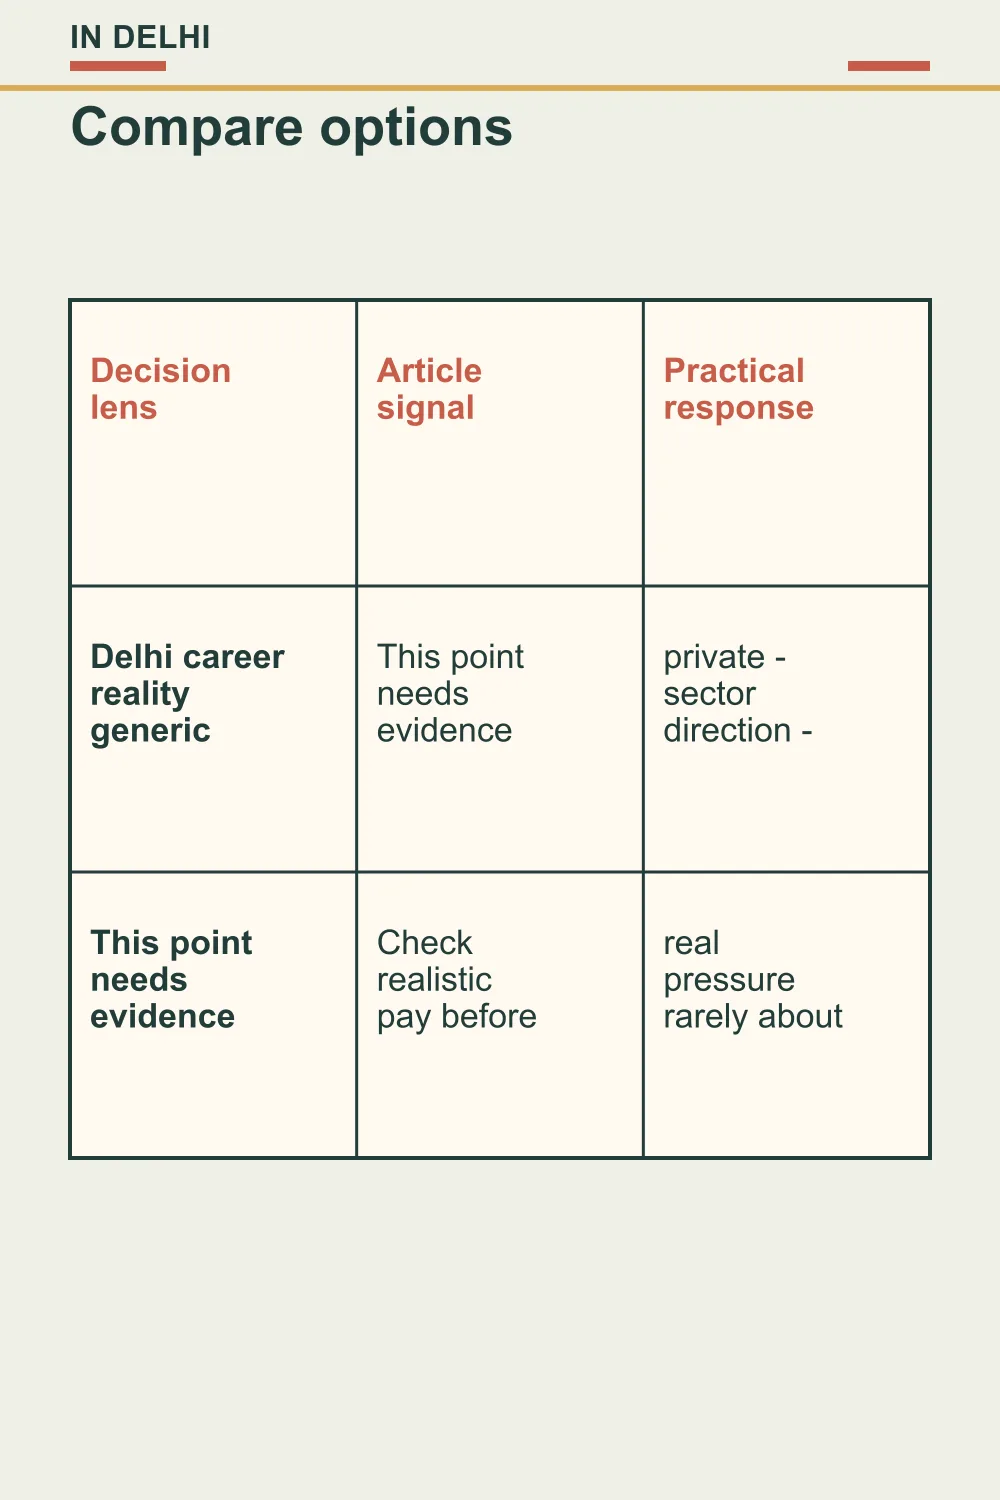 IN DELHI
Compare options
Decision
lens
Article
signal
Practical
response
Delhi career
reality
generic
This point
needs
evidence
private -
sector
direction -
This point
needs
evidence
Check
realistic
pay before
real
pressure
rarely about